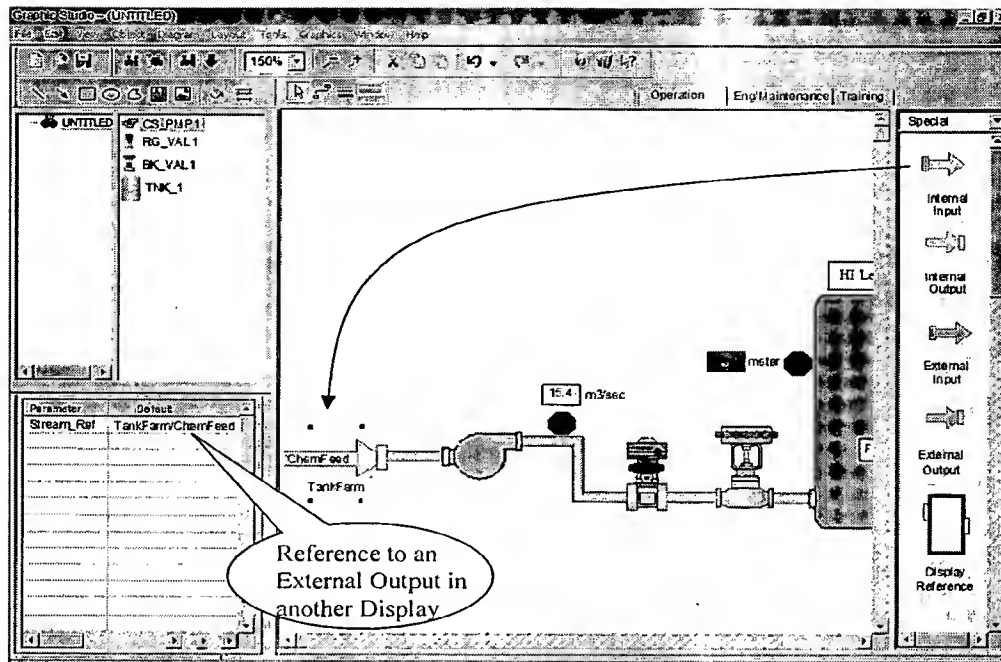 Graphic Studio - (UNTITLED)
File Edit View Object Diagram Layout Tools Graphics Window Help
150%
Operation Eng/Maintenance Training
UNTITLED
CS_PMP1
RG_VAL1
BK_VAL1
TNK_1
Special
Internal
Input
Internal
Output
External
Input
External
Output
Display
Reference
HI Le
meter
15.4 m3/sec
F
Parameter Default
Stream_Ref TankFarm/ChemFeed
ChemFeed
TankFarm
Reference to an
External Output in
another Display